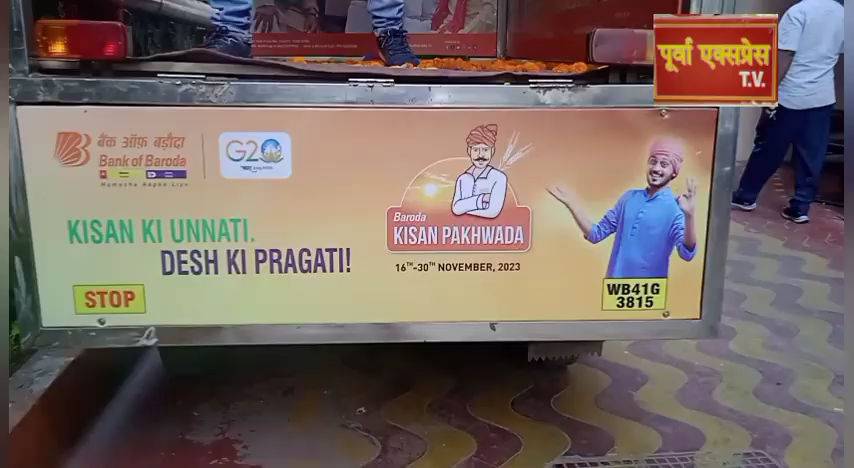 पूर्वा एक्सप्रेस
T.V.
बैंक ऑफ़ बड़ौदा
Bank of Baroda
G20
KISAN KI UNNATI.
DESH KI PRAGATI!
Baroda
KISAN PAKHWADA
16TH-30TH NOVEMBER, 2023
STOP
WB41G
3815